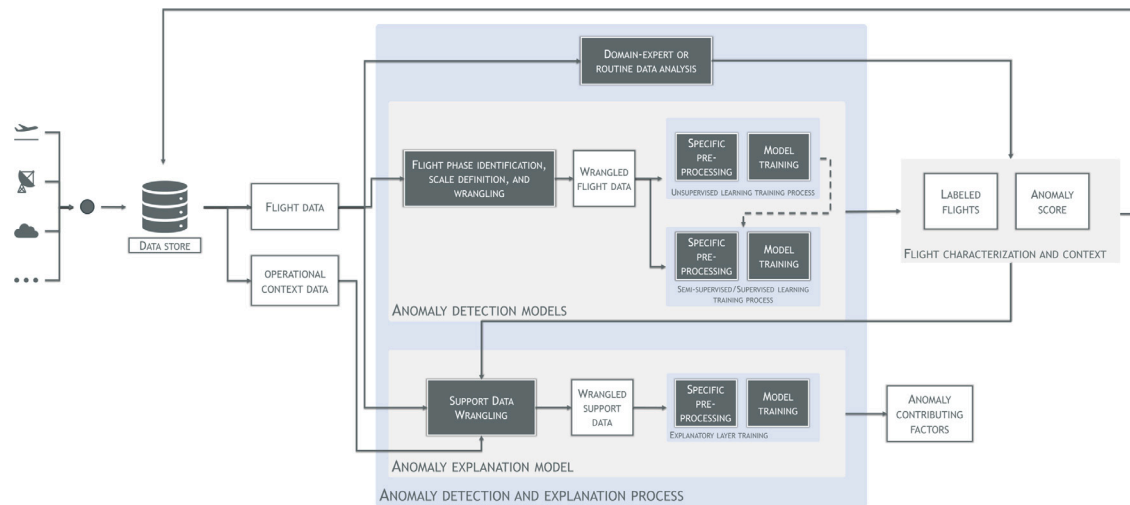 DOMAIN-EXPERT OR
ROUTINE DATA ANALYSIS
FLIGHT PHASE IDENTIFICATION,
SCALE DEFINITION, AND
WRANGLING
WRANGLED
FLIGHT DATA
SPECIFIC
PRE-
PROCESSING
MODEL
TRAINING
UNSUPERVISED LEARNING TRAINING PROCESS
SPECIFIC
PRE-
PROCESSING
MODEL
TRAINING
SEMI-SUPERVISED/SUPERVISED LEARNING
TRAINING PROCESS
ANOMALY DETECTION MODELS
DATA STORE
FLIGHT DATA
OPERATIONAL
CONTEXT DATA
LABELED
FLIGHTS
ANOMALY
SCORE
FLIGHT CHARACTERIZATION AND CONTEXT
SUPPORT DATA
WRANGLING
WRANGLED
SUPPORT
DATA
SPECIFIC
PRE-
PROCESSING
MODEL
TRAINING
EXPLANATORY LAYER TRAINING
ANOMALY
CONTRIBUTING
FACTORS
ANOMALY EXPLANATION MODEL
ANOMALY DETECTION AND EXPLANATION PROCESS